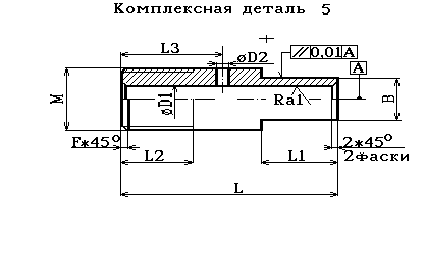 Комплексная деталь 5
L3
⌀D2
// 0,01 A
A
M
⌀D1
Ra1
B
F*45°
L2
L1
2*45°
2фаски
L